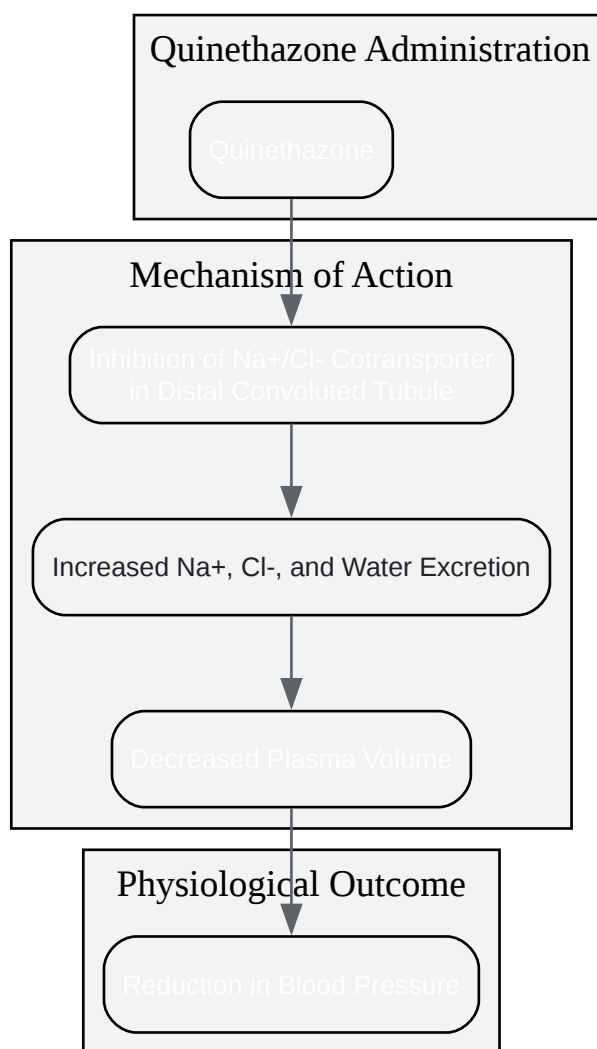 Quinethazone Administration
Quinethazone
Mechanism of Action
Inhibition of Na+/Cl- Cotransporter
in Distal Convoluted Tubule
Increased Na+, Cl-, and Water Excretion
Decreased Plasma Volume
Physiological Outcome
Reduction in Blood Pressure